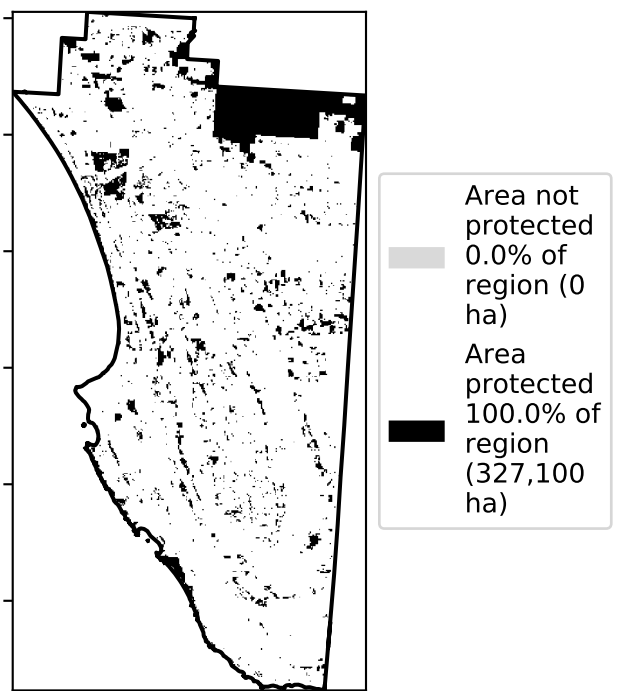 Area not
protected
0.0% of
region (0
ha)
Area
protected
100.0% of
region
(327,100
ha)